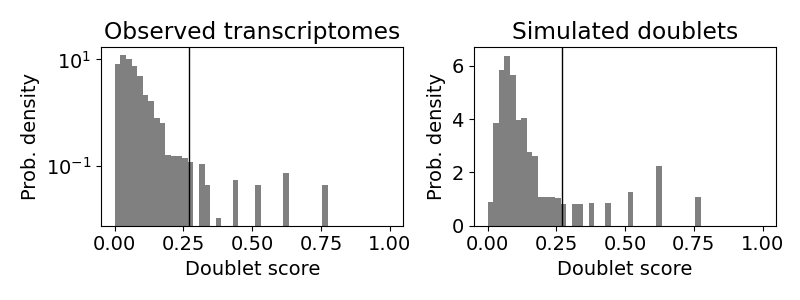 Observed transcriptomes
Prob. density
10¹
10⁻¹
0.00 0.25 0.50 0.75 1.00
Doublet score
Simulated doublets
Prob. density
6
4
2
0
0.00 0.25 0.50 0.75 1.00
Doublet score